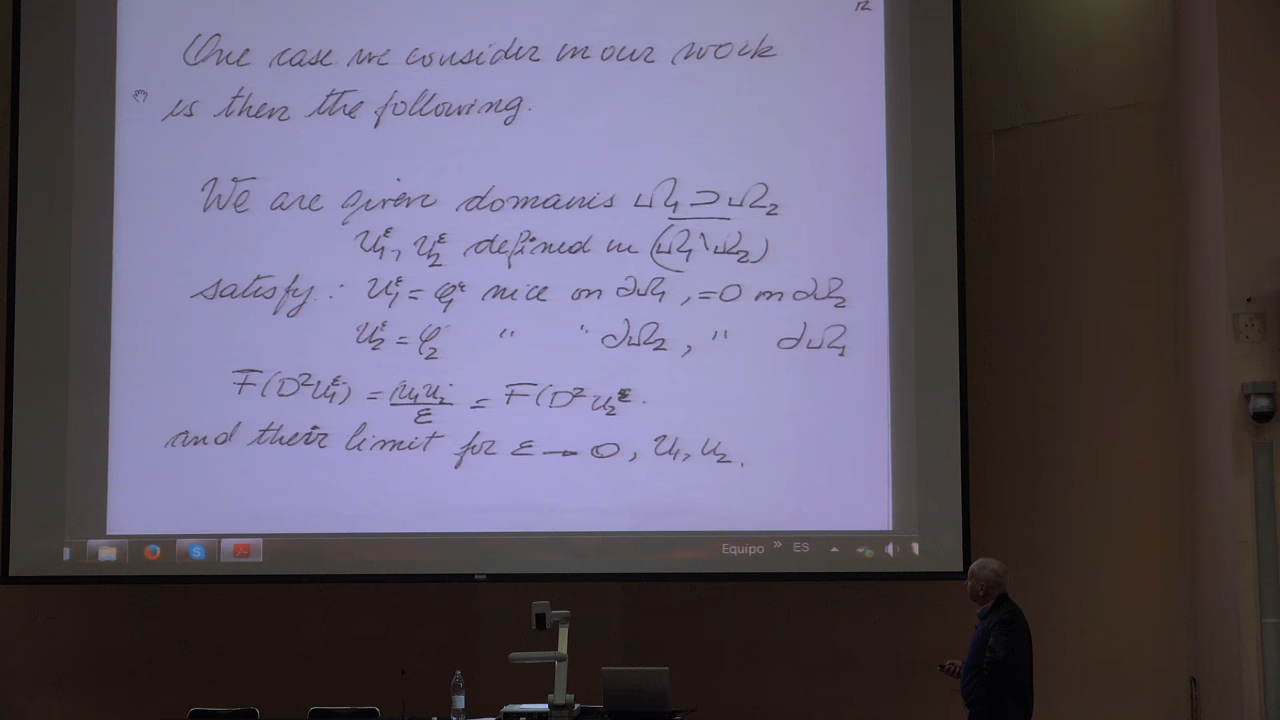 12
One case we consider in our work
is then the following.
We are given domains Ω₁ ⊃ Ω₂
u₁^ε, u₂^ε defined in (Ω₁ \ Ω₂)
satisfy: u₁^ε = φ₁^ε nice on ∂Ω₁, =0 on ∂Ω₂
u₂^ε = φ₂ " " ∂Ω₂, " ∂Ω₁
F(D²u₁^ε) = u₁u₂/ε = F(D²u₂^ε.
and their limit for ε → 0, u₁, u₂.
Equipo » ES